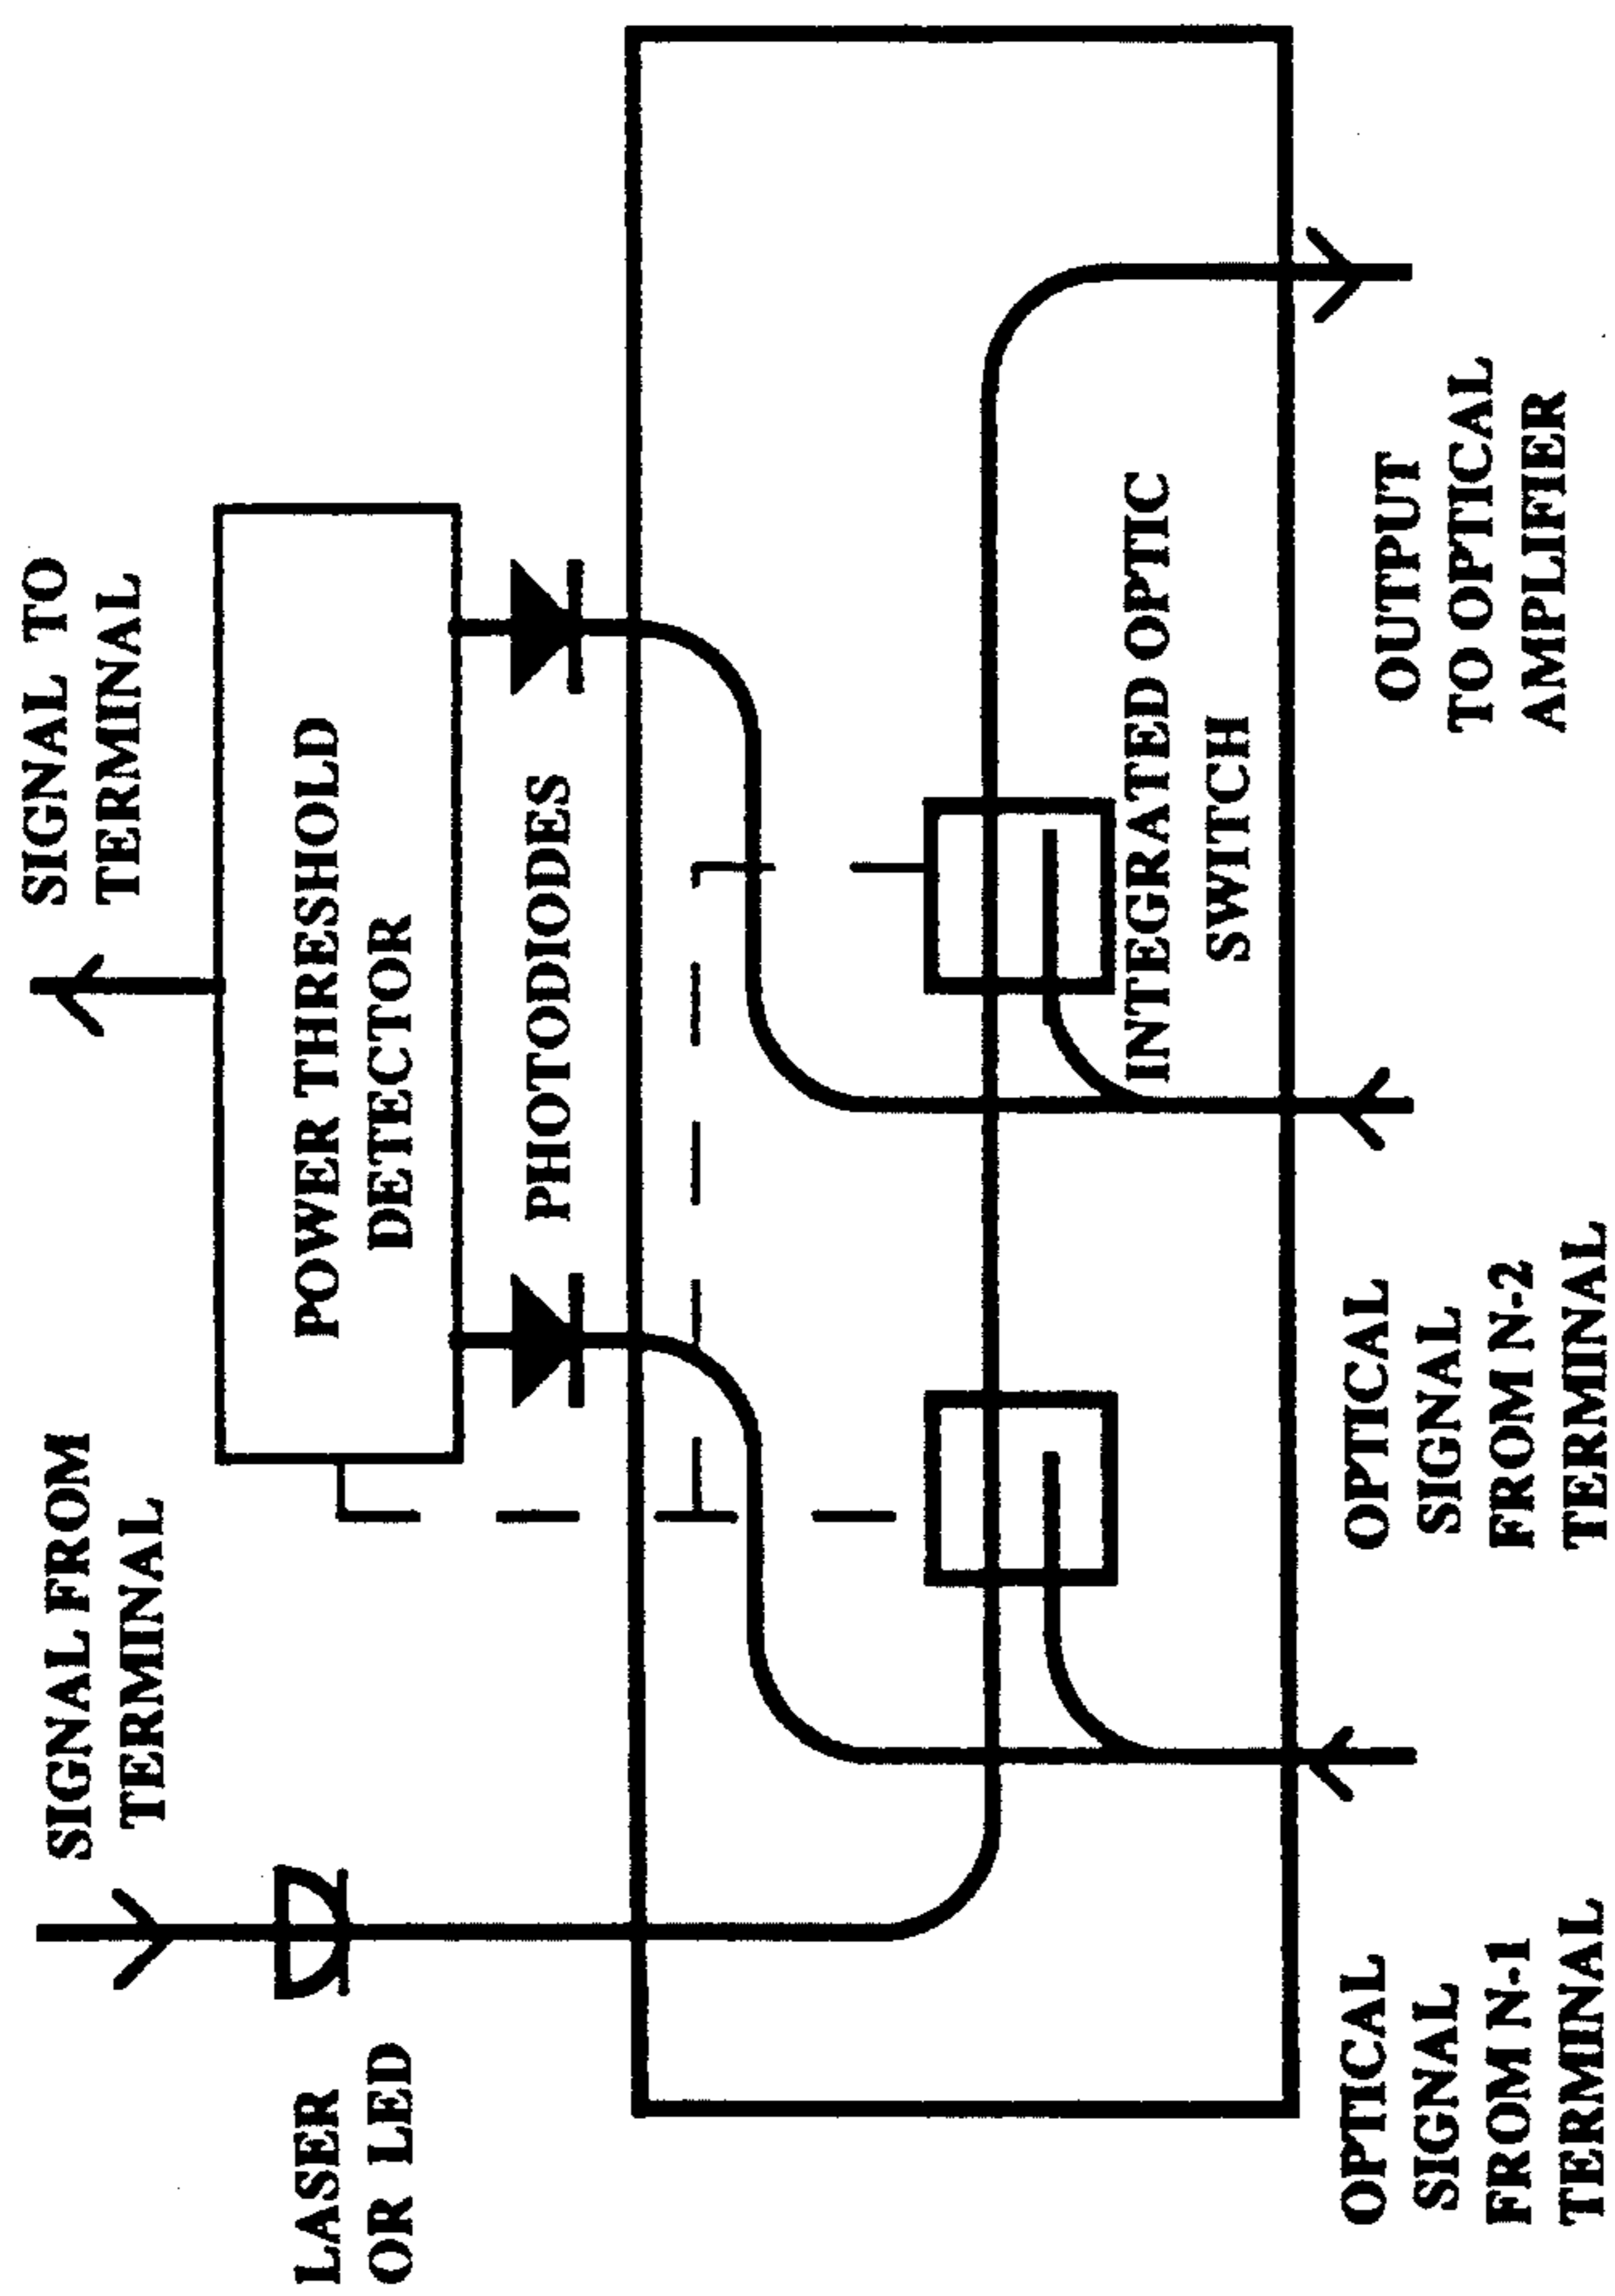 SIGNAL FROM
TERMINAL
SIGNAL TO
TERMINAL
LASER
OR LED
POWER THRESHOLD
DETECTOR
PHOTODIODES
INTEGRATED OPTIC
SWITCH
OPTICAL
SIGNAL
FROM N-1
TERMINAL
OPTICAL
SIGNAL
FROM N-2
TERMINAL
OUTPUT
TO OPTICAL
AMPLIFIER